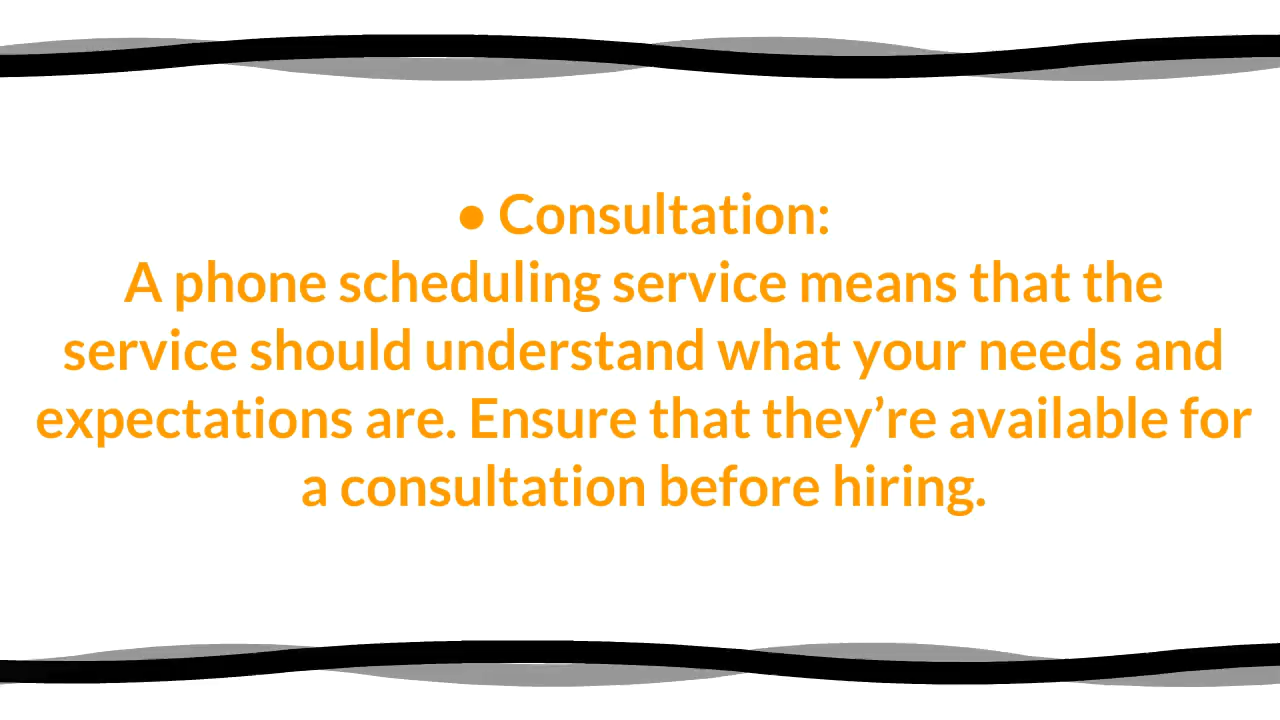 • Consultation:
A phone scheduling service means that the
service should understand what your needs and
expectations are. Ensure that they’re available for
a consultation before hiring.